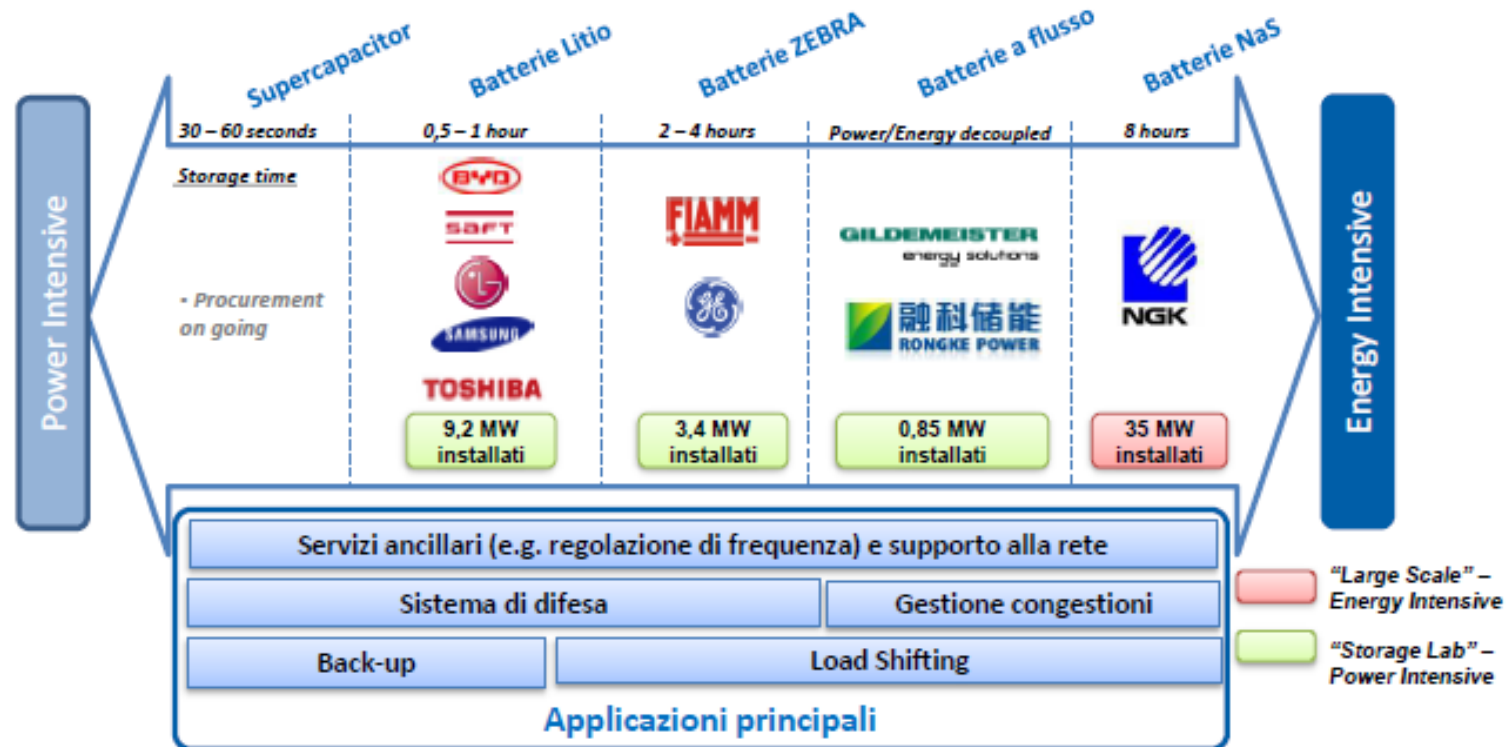 Supercapacitor
Batterie Litio
Batterie ZEBRA
Batterie a flusso
Batterie NaS
30 – 60 seconds
0,5 – 1 hour
2 – 4 hours
Power/Energy decoupled
8 hours
Power Intensive
Energy Intensive
Storage time
- Procurement
on going
BYD
SAFT
LG
SAMSUNG
TOSHIBA
FIAMM
GE
GILDEMEISTER
energy solutions
融科储能
RONGKE POWER
NGK
9,2 MW
installati
3,4 MW
installati
0,85 MW
installati
35 MW
installati
Servizi ancillari (e.g. regolazione di frequenza) e supporto alla rete
Sistema di difesa
Gestione congestioni
Back-up
Load Shifting
Applicazioni principali
“Large Scale” –
Energy Intensive
“Storage Lab” –
Power Intensive